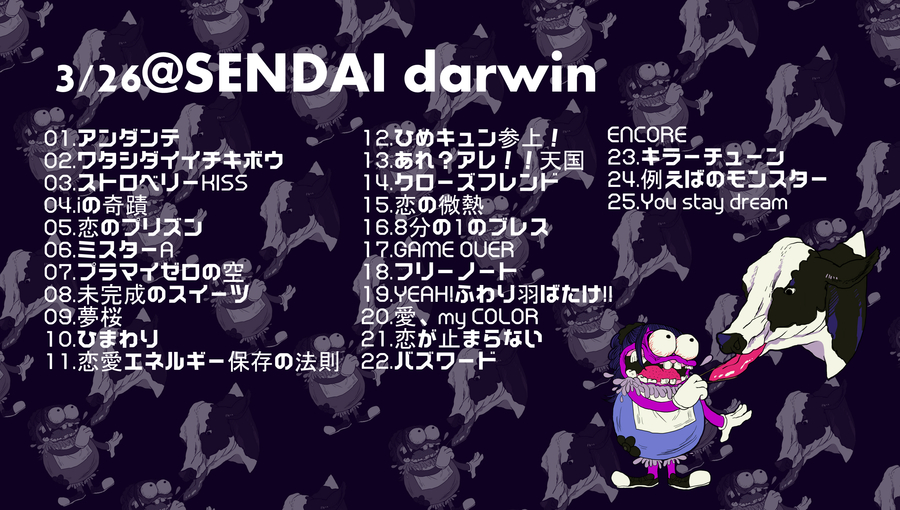 3/26@SENDAI darwin
01.アンダンテ
02.ワタシダイイチキボウ
03.ストロベリーKISS
04.iの奇蹟
05.恋のプリズン
06.ミスターA
07.プラマイゼロの空
08.未完成のスイーツ
09.夢桜
10.ひまわり
11.恋愛エネルギー保存の法則
12.ひめキュン参上!
13.あれ?アレ!!天国
14.クローズフレンド
15.恋の微熱
16.8分の1のブレス
17.GAME OVER
18.フリーノート
19.YEAH!ふわり羽ばたけ!!
20.愛、my COLOR
21.恋が止まらない
22.バズワード
ENCORE
23.キラーチューン
24.例えばのモンスター
25.You stay dream